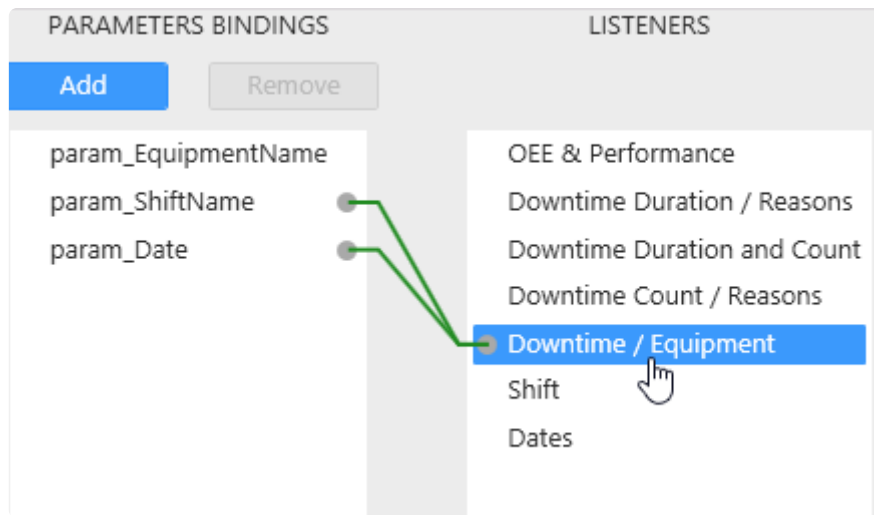 PARAMETERS BINDINGS
LISTENERS
Add
Remove
param_EquipmentName
param_ShiftName
param_Date
OEE & Performance
Downtime Duration / Reasons
Downtime Duration and Count
Downtime Count / Reasons
Downtime / Equipment
Shift
Dates